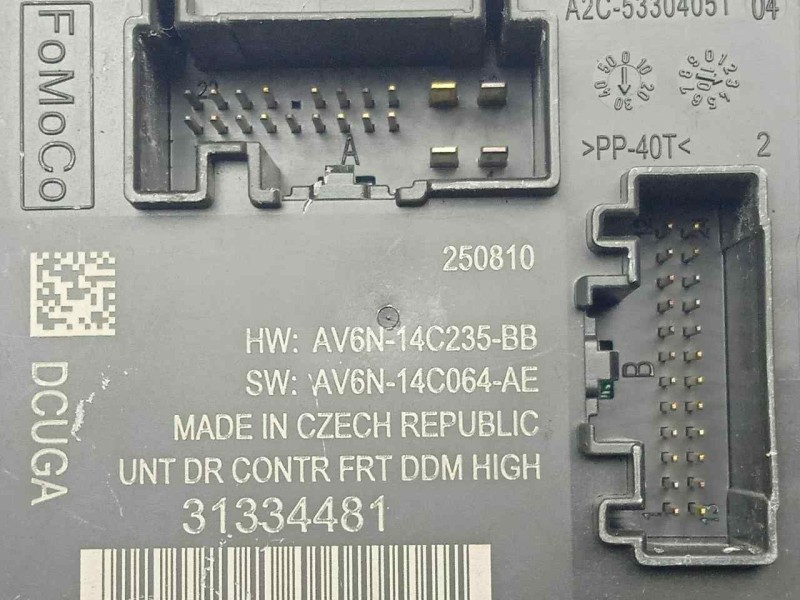 FoMoCo
A2C-53304051 04
A
>PP-40T<
2
250810
B
HW: AV6N-14C235-BB
SW: AV6N-14C064-AE
DCUGA
MADE IN CZECH REPUBLIC
UNT DR CONTR FRT DDM HIGH
31334481